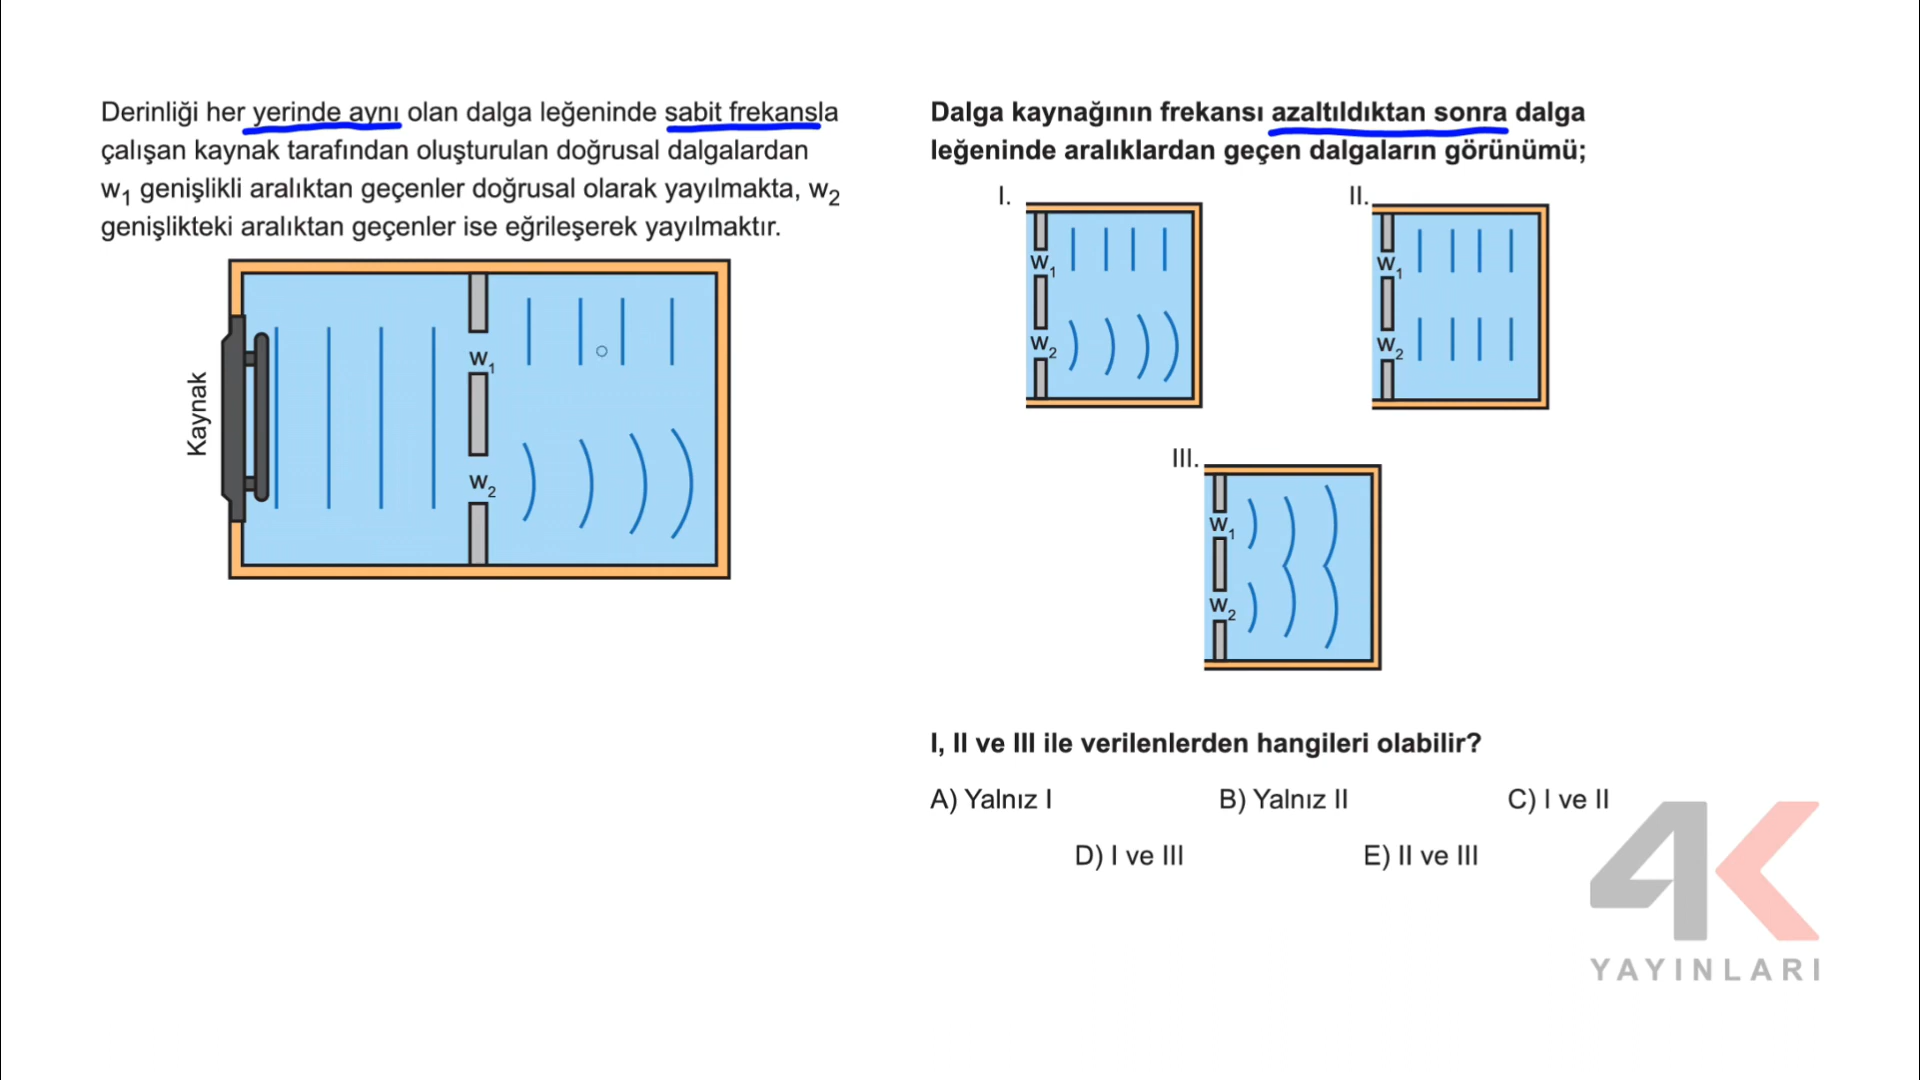 Derinliği her yerinde aynı olan dalga leğeninde sabit frekansla
çalışan kaynak tarafından oluşturulan doğrusal dalgalardan
w1 genişlikli aralıktan geçenler doğrusal olarak yayılmakta, w2
genişlikteki aralıktan geçenler ise eğrileşerek yayılmaktır.
Kaynak
w1
w2
Dalga kaynağının frekansı azaltıldıktan sonra dalga
leğeninde aralıklardan geçen dalgaların görünümü;
I.
w1
w2
II.
w1
w2
III.
w1
w2
I, II ve III ile verilenlerden hangileri olabilir?
A) Yalnız I
B) Yalnız II
C) I ve II
D) I ve III
E) II ve III
4K
YAYINLARI